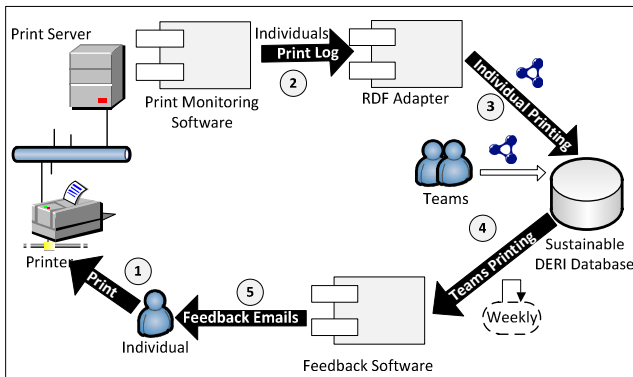 Print Server
Individuals
Print Log
2
Print Monitoring
Software
RDF Adapter
Individual Printing
3
Teams
4
Sustainable
DERI Database
Teams Printing
Weekly
Feedback Software
5
Feedback Emails
1
Print
Printer
Individual